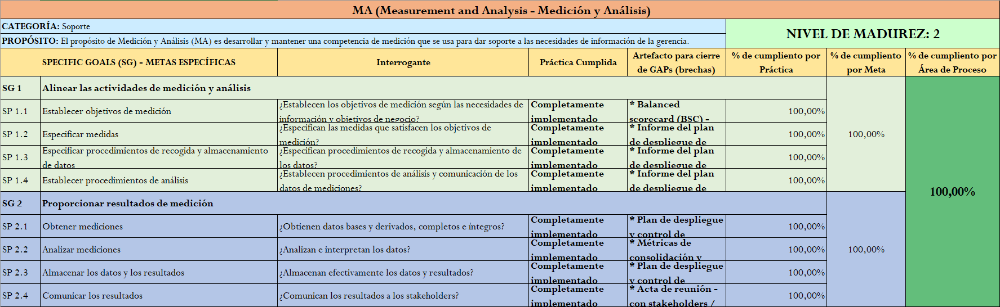 MA (Measurement and Analysis - Medición y Análisis)
CATEGORÍA: Soporte
PROPÓSITO: El propósito de Medición y Análisis (MA) es desarrollar y mantener una competencia de medición que se usa para dar soporte a las necesidades de información de la gerencia.
NIVEL DE MADUREZ: 2
SPECIFIC GOALS (SG) - METAS ESPECÍFICAS
Interrogante
Práctica Cumplida
Artefacto para cierre
de GAPs (brechas)
% de cumpliento por
Práctica
% de cumpliento
por Meta
% de cumpliento por
Área de Proceso
SG 1 Alinear las actividades de medición y análisis
SP 1.1
Establecer objetivos de medición
¿Establecen los objetivos de medición según las necesidades de
información y objetivos de negocio?
Completamente
implementado
* Balanced
scorecard (BSC) -
100,00%
SP 1.2
Especificar medidas
¿Especifican las medidas que satisfacen los objetivos de
medición?
Completamente
implementado
* Informe del plan
de despliegue de
100,00%
100,00%
SP 1.3
Especificar procedimientos de recogida y almacenamiento
de datos
¿Especifican procedimientos de recogida y almacenamiento de
los datos?
Completamente
implementado
* Informe del plan
de despliegue de
100,00%
SP 1.4
Establecer procedimientos de análisis
¿Establecen procedimientos de análisis y comunicación de los
datos de mediciones?
Completamente
implementado
* Informe del plan
de despliegue de
100,00%
100,00%
SG 2 Proporcionar resultados de medición
SP 2.1
Obtener mediciones
¿Obtienen datos bases y derivados, completos e íntegros?
Completamente
implementado
* Plan de despliegue
y control de
100,00%
SP 2.2
Analizar mediciones
¿Analizan e interpretan los datos?
Completamente
implementado
* Métricas de
consolidación y
100,00%
100,00%
SP 2.3
Almacenar los datos y los resultados
¿Almacenan efectivamente los datos y resultados?
Completamente
implementado
* Plan de despliegue
y control de
100,00%
SP 2.4
Comunicar los resultados
¿Comunican los resultados a los stakeholders?
Completamente
implementado
* Acta de reunión -
con stakeholders /
100,00%